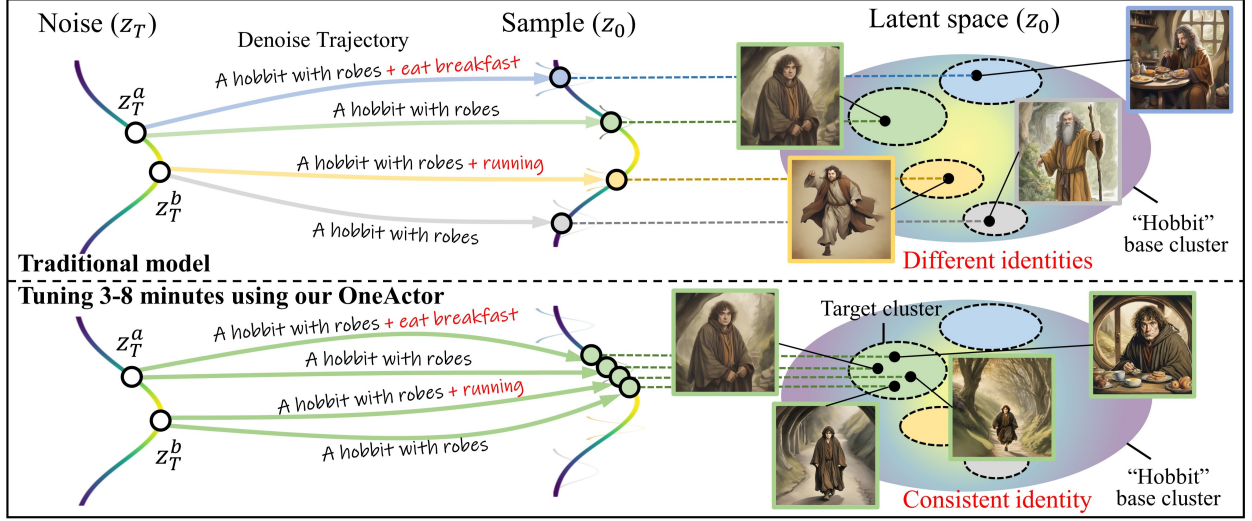 Noise (z_T)
Sample (z_0)
Latent space (z_0)
Denoise Trajectory
A hobbit with robes + eat breakfast
z_T^a
A hobbit with robes
A hobbit with robes + running
z_T^b
A hobbit with robes
“Hobbit”
base cluster
Traditional model
Different identities
Tuning 3-8 minutes using our OneActor
A hobbit with robes + eat breakfast
Target cluster
z_T^a
A hobbit with robes
A hobbit with robes + running
z_T^b
A hobbit with robes
“Hobbit”
base cluster
Consistent identity